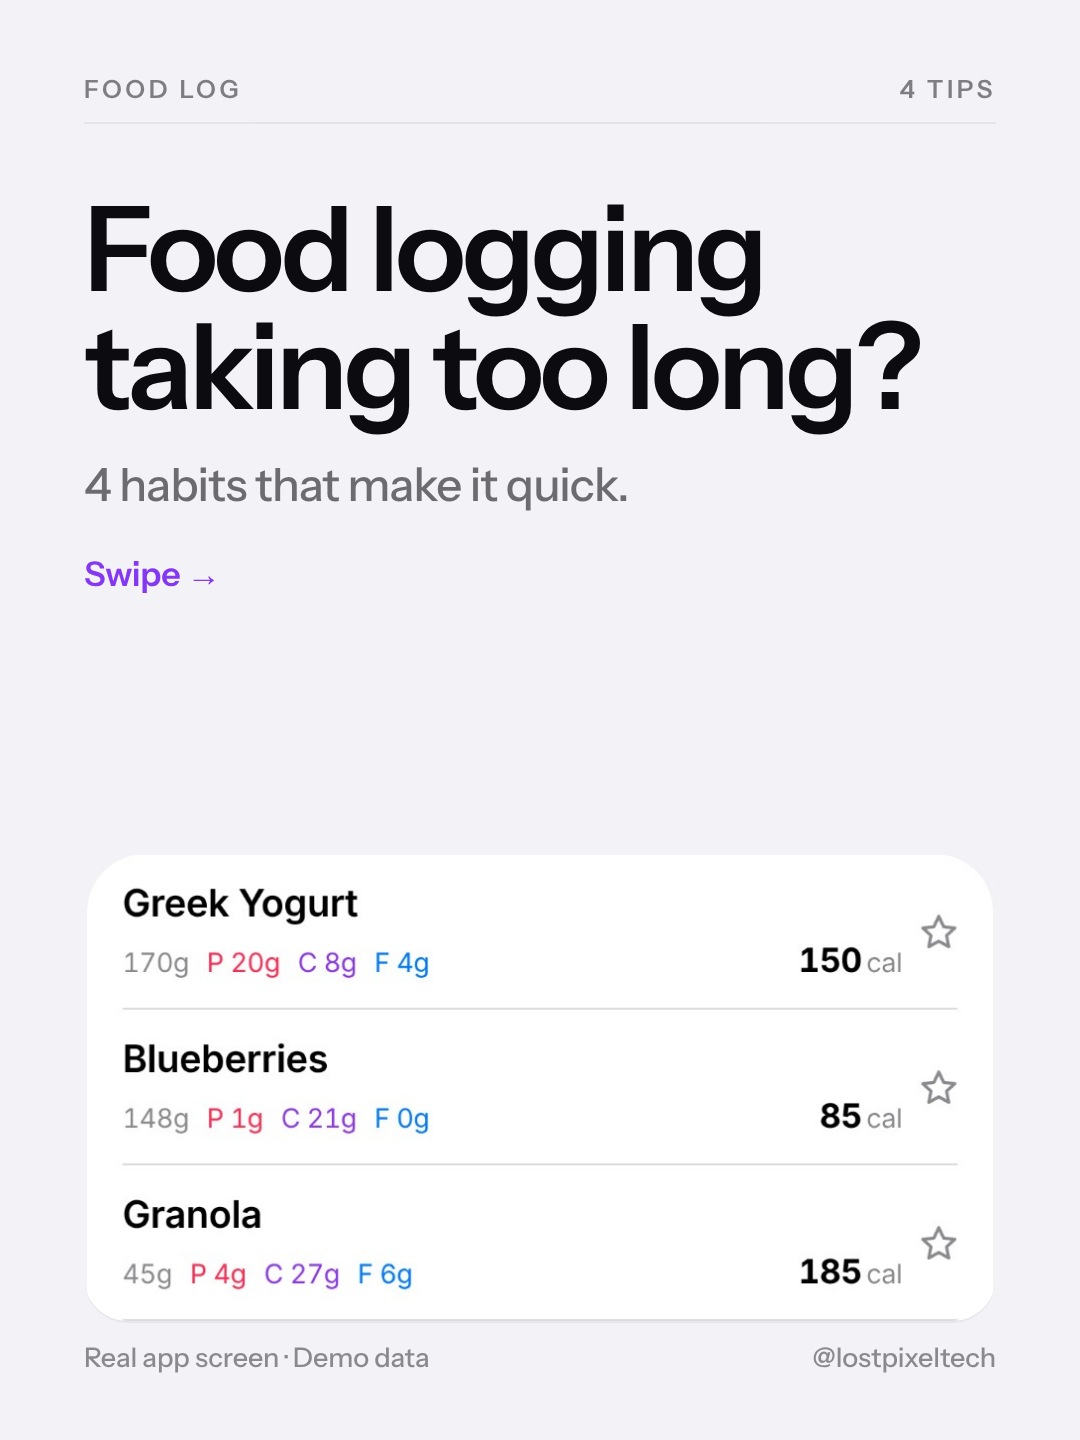 FOOD LOG 4 TIPS
Food logging
taking too long?
4 habits that make it quick.
Swipe →
Greek Yogurt
170g P 20g C 8g F 4g 150 cal
Blueberries
148g P 1g C 21g F 0g 85 cal
Granola
45g P 4g C 27g F 6g 185 cal
Real app screen · Demo data @lostpixeltech